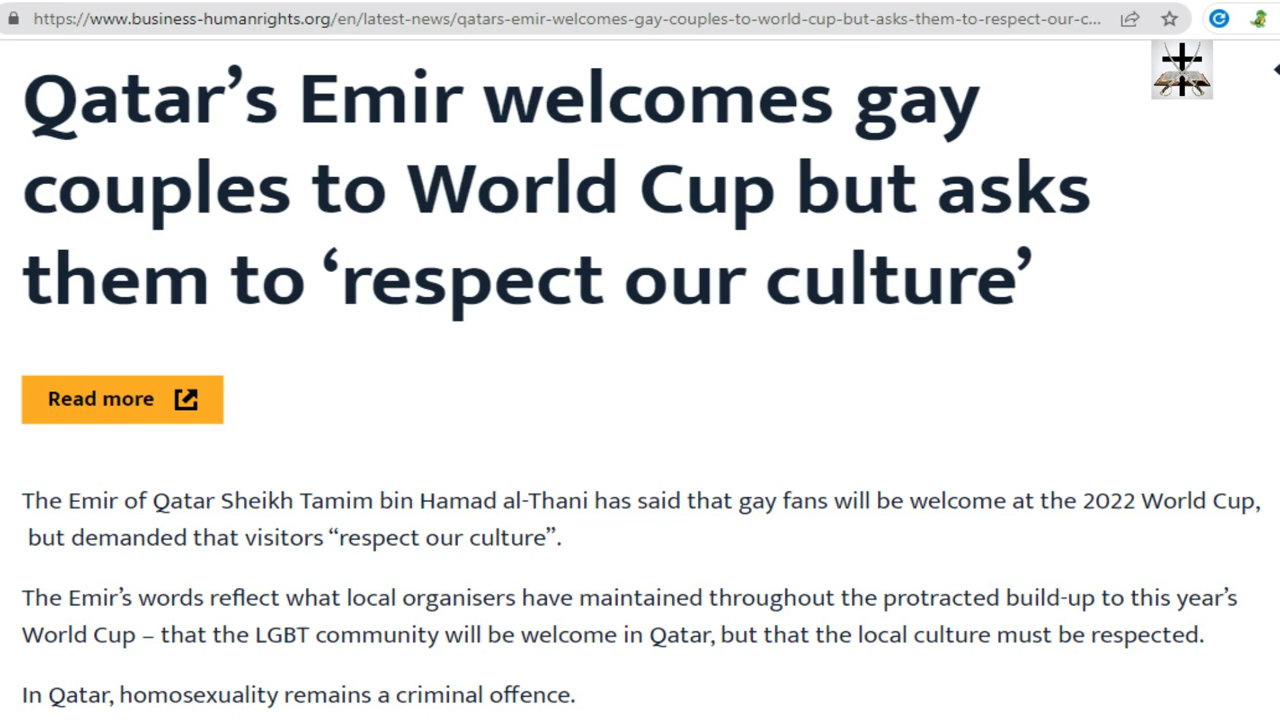 https://www.business-humanrights.org/en/latest-news/qatars-emir-welcomes-gay-couples-to-world-cup-but-asks-them-to-respect-our-c...
Qatar’s Emir welcomes gay
couples to World Cup but asks
them to ‘respect our culture’
Read more
The Emir of Qatar Sheikh Tamim bin Hamad al-Thani has said that gay fans will be welcome at the 2022 World Cup,
but demanded that visitors “respect our culture”.
The Emir’s words reflect what local organisers have maintained throughout the protracted build-up to this year’s
World Cup – that the LGBT community will be welcome in Qatar, but that the local culture must be respected.
In Qatar, homosexuality remains a criminal offence.